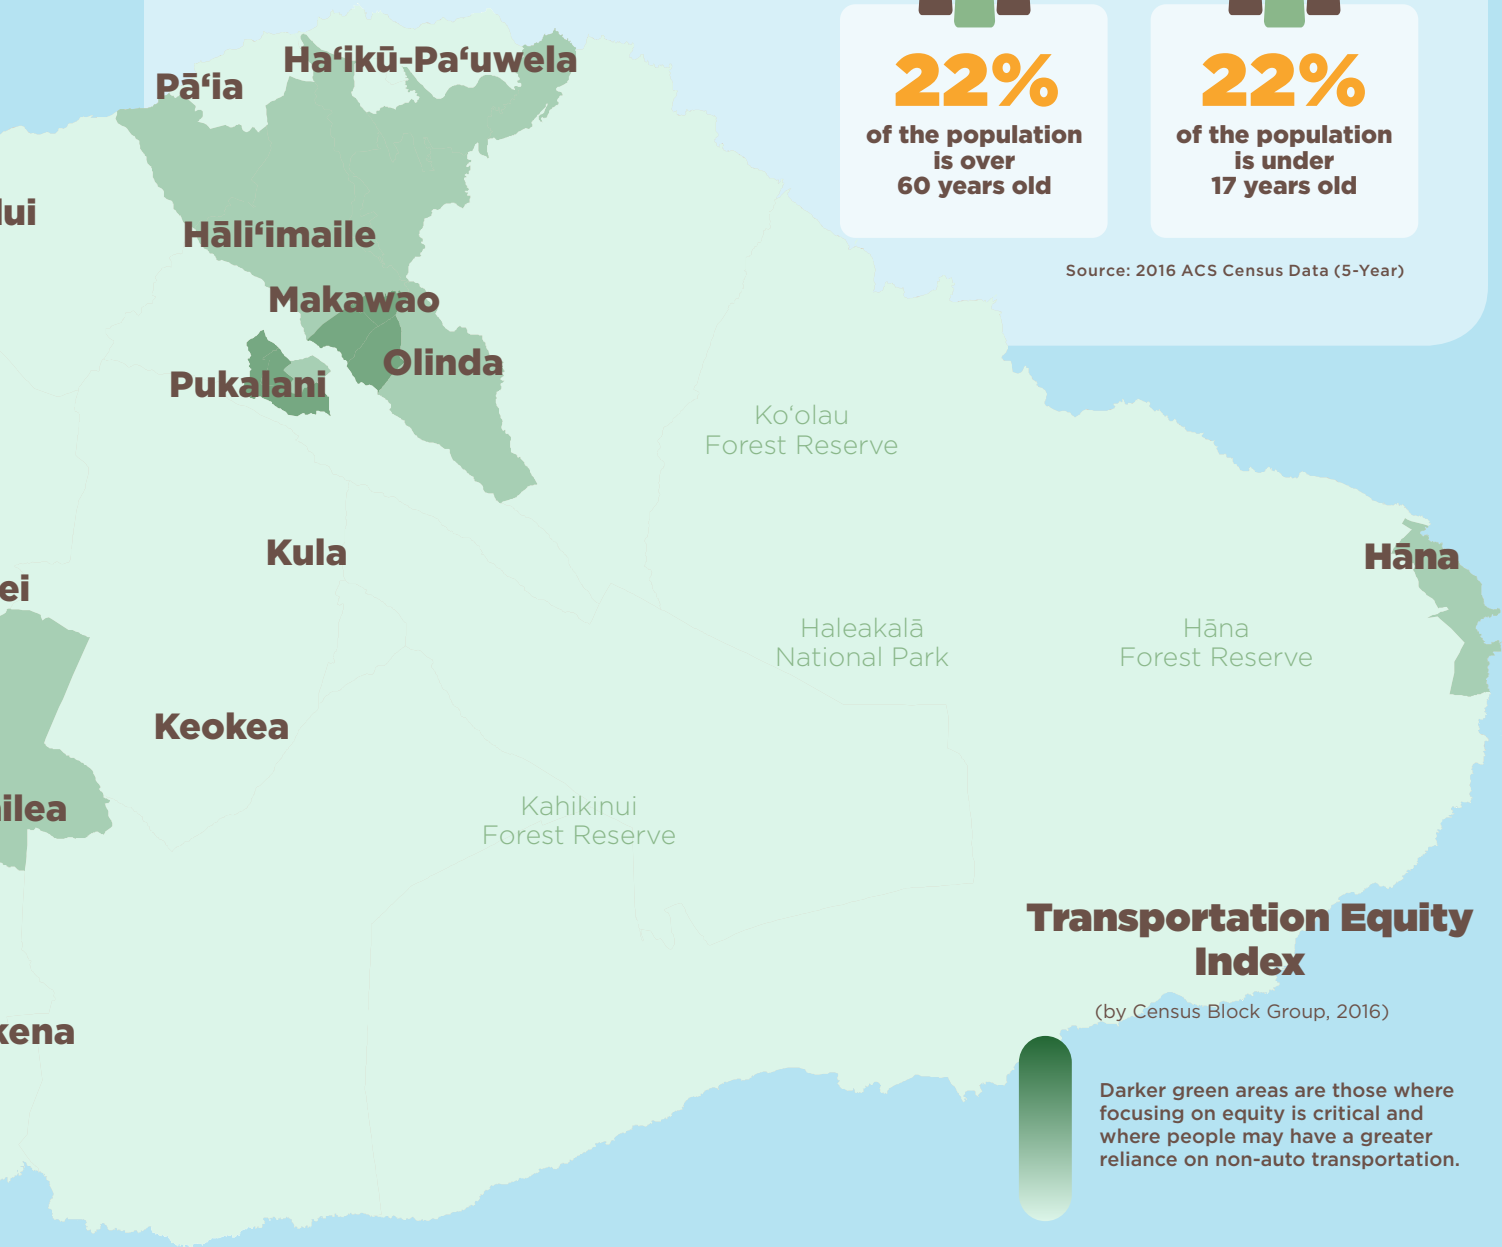 22%
of the population
is over
60 years old
22%
of the population
is under
17 years old
Source: 2016 ACS Census Data (5-Year)
Haʻikū-Paʻuwela
Pāʻia
lui
Hāliʻimaile
Makawao
Olinda
Pukalani
Koʻolau
Forest Reserve
Kula
Hāna
ei
Haleakalā
National Park
Hāna
Forest Reserve
Keokea
ilea
Kahikinui
Forest Reserve
Transportation Equity
Index
(by Census Block Group, 2016)
kena
Darker green areas are those where
focusing on equity is critical and
where people may have a greater
reliance on non-auto transportation.